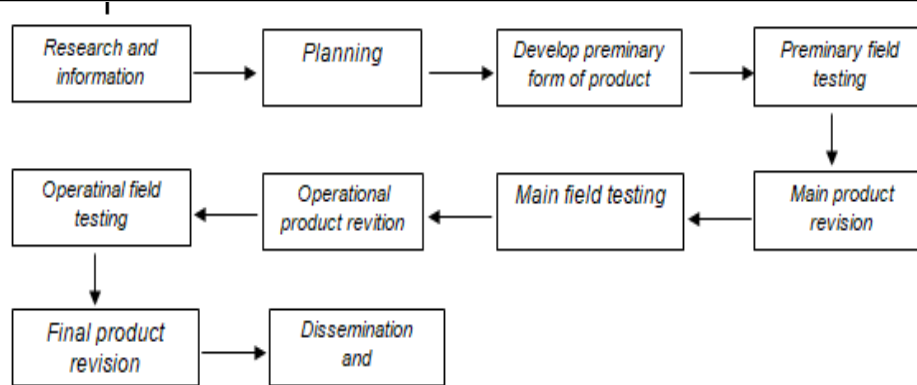 Research and
information
Planning
Develop preminary
form of product
Preminary field
testing
Main product
revision
Main field testing
Operational
product revition
Operatinal field
testing
Final product
revision
Dissemination
and